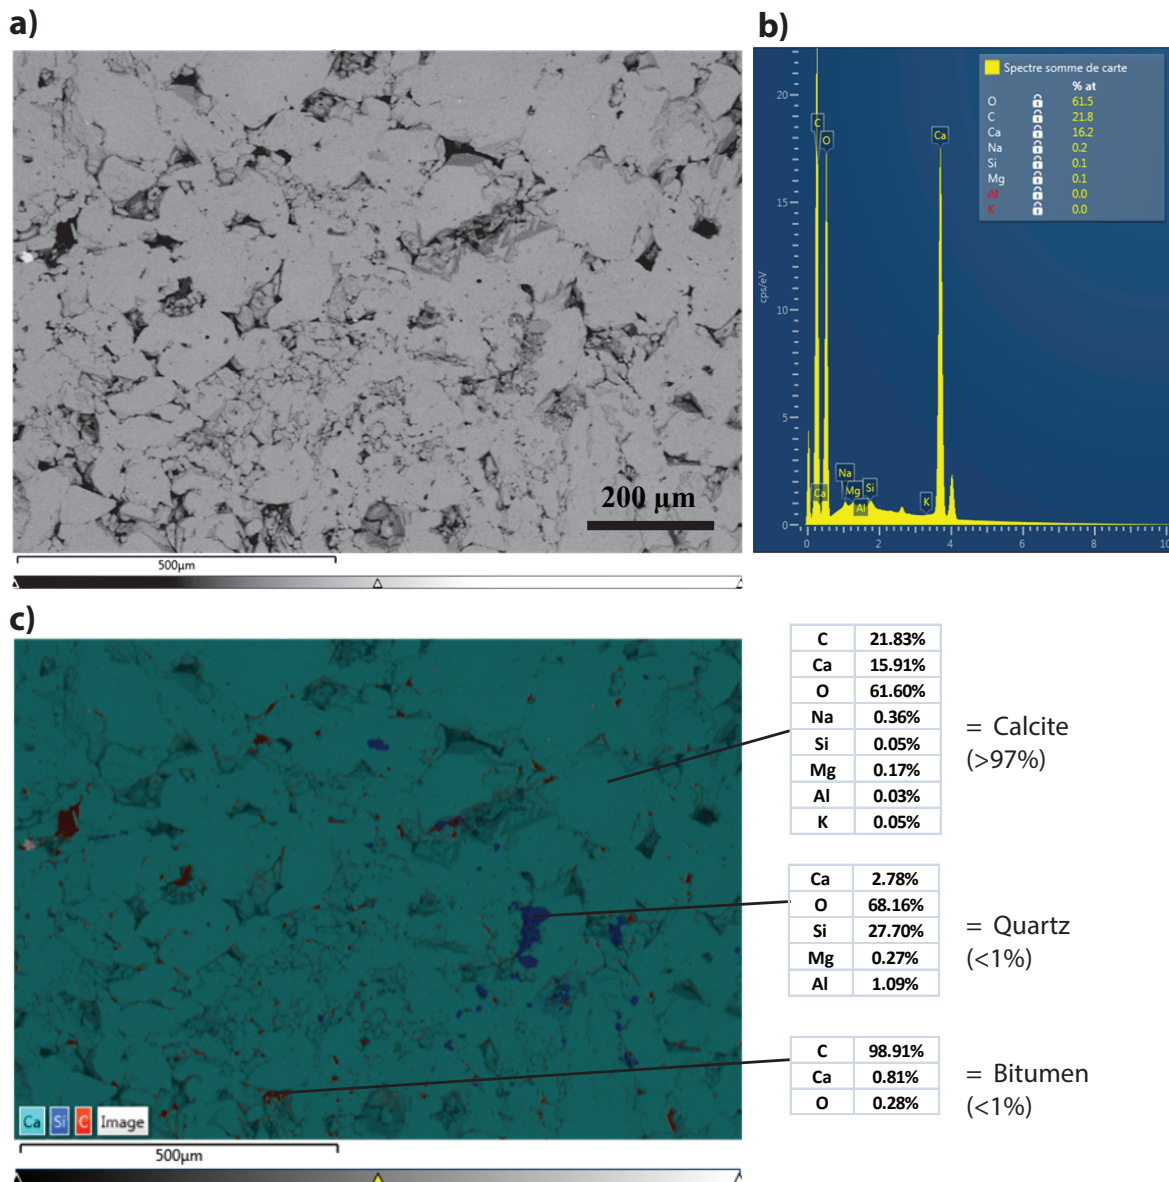 a)
200 µm
500µm
b)
Spectre somme de carte
% at
O 61.5
C 21.8
Ca 16.2
Na 0.2
Si 0.1
Mg 0.1
Al 0.0
K 0.0
cps/eV
20
15
10
5
0
C
O
Ca
Ca
Na
Mg
Al
Si
K
0 2 4 6 8 10
c)
Ca Si C Image
500µm
C 21.83%
Ca 15.91%
O 61.60%
Na 0.36%
Si 0.05%
Mg 0.17%
Al 0.03%
K 0.05%
= Calcite
(>97%)
Ca 2.78%
O 68.16%
Si 27.70%
Mg 0.27%
Al 1.09%
= Quartz
(<1%)
C 98.91%
Ca 0.81%
O 0.28%
= Bitumen
(<1%)